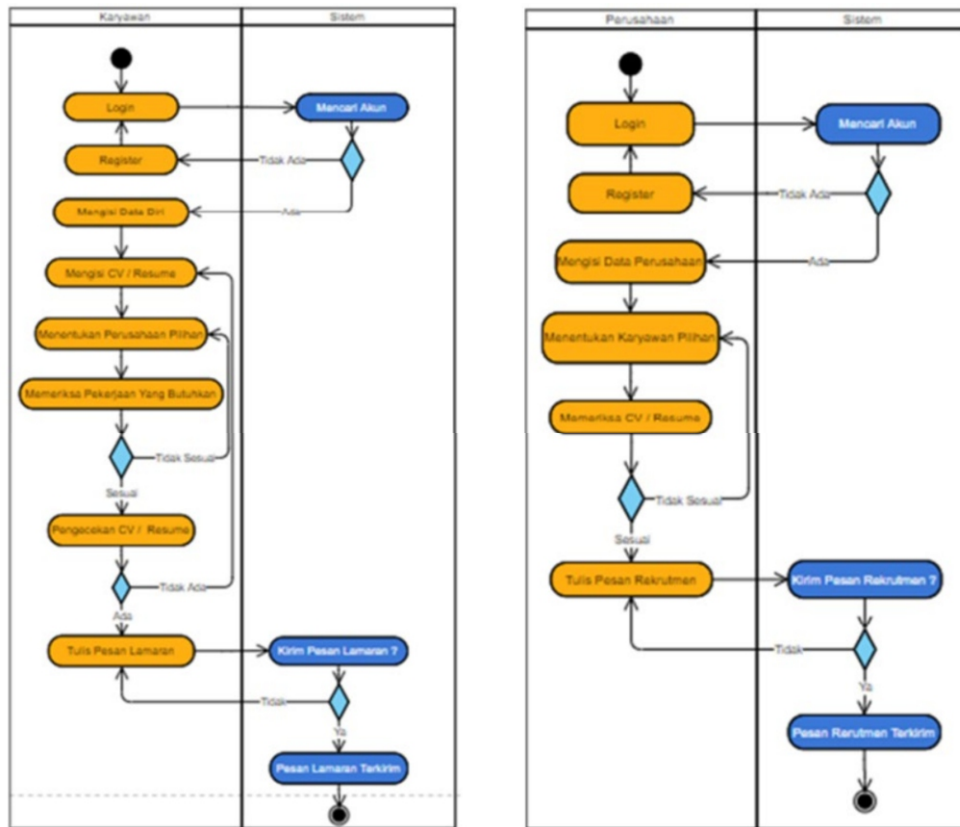 Karyawan
Sistem
Login
Mencari Akun
Register
Tidak Ada
Mengisi Data Diri
Ada
Mengisi CV / Resume
Menentukan Perusahaan Pilihan
Memeriksa Pekerjaan Yang Butuhkan
Tidak Sesuai
Sesuai
Pengecekan CV / Resume
Tidak Ada
Ada
Tulis Pesan Lamaran
Kirim Pesan Lamaran ?
Tidak
Ya
Pesan Lamaran Terkirim
Perusahaan
Sistem
Login
Mencari Akun
Register
Tidak Ada
Mengisi Data Perusahaan
Ada
Menentukan Karyawan Pilihan
Memeriksa CV / Resume
Tidak Sesuai
Sesuai
Tulis Pesan Rekrutmen
Kirim Pesan Rekrutmen ?
Tidak
Ya
Pesan Rerutmen Terkirim